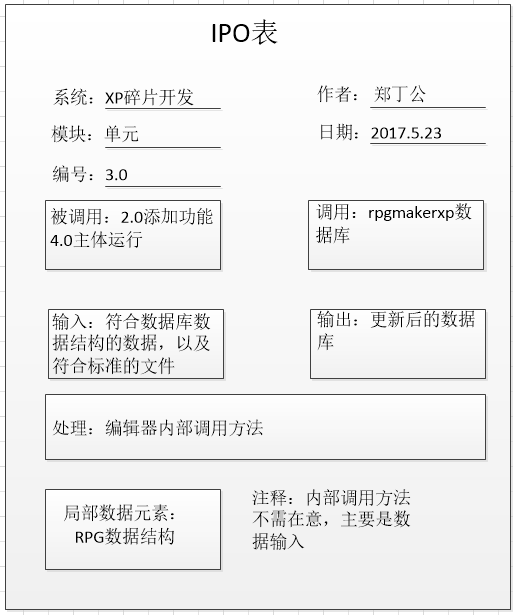 IPO表
系统：XP碎片开发
作者：郑丁公
模块：单元
日期：2017.5.23
编号：3.0
被调用：2.0添加功能
4.0主体运行
调用：rpgmakerxp数
据库
输入：符合数据库数
据结构的数据，以及
符合标准的文件
输出：更新后的数据
库
处理：编辑器内部调用方法
局部数据元素：
RPG数据结构
注释：内部调用方法
不需在意，主要是数
据输入